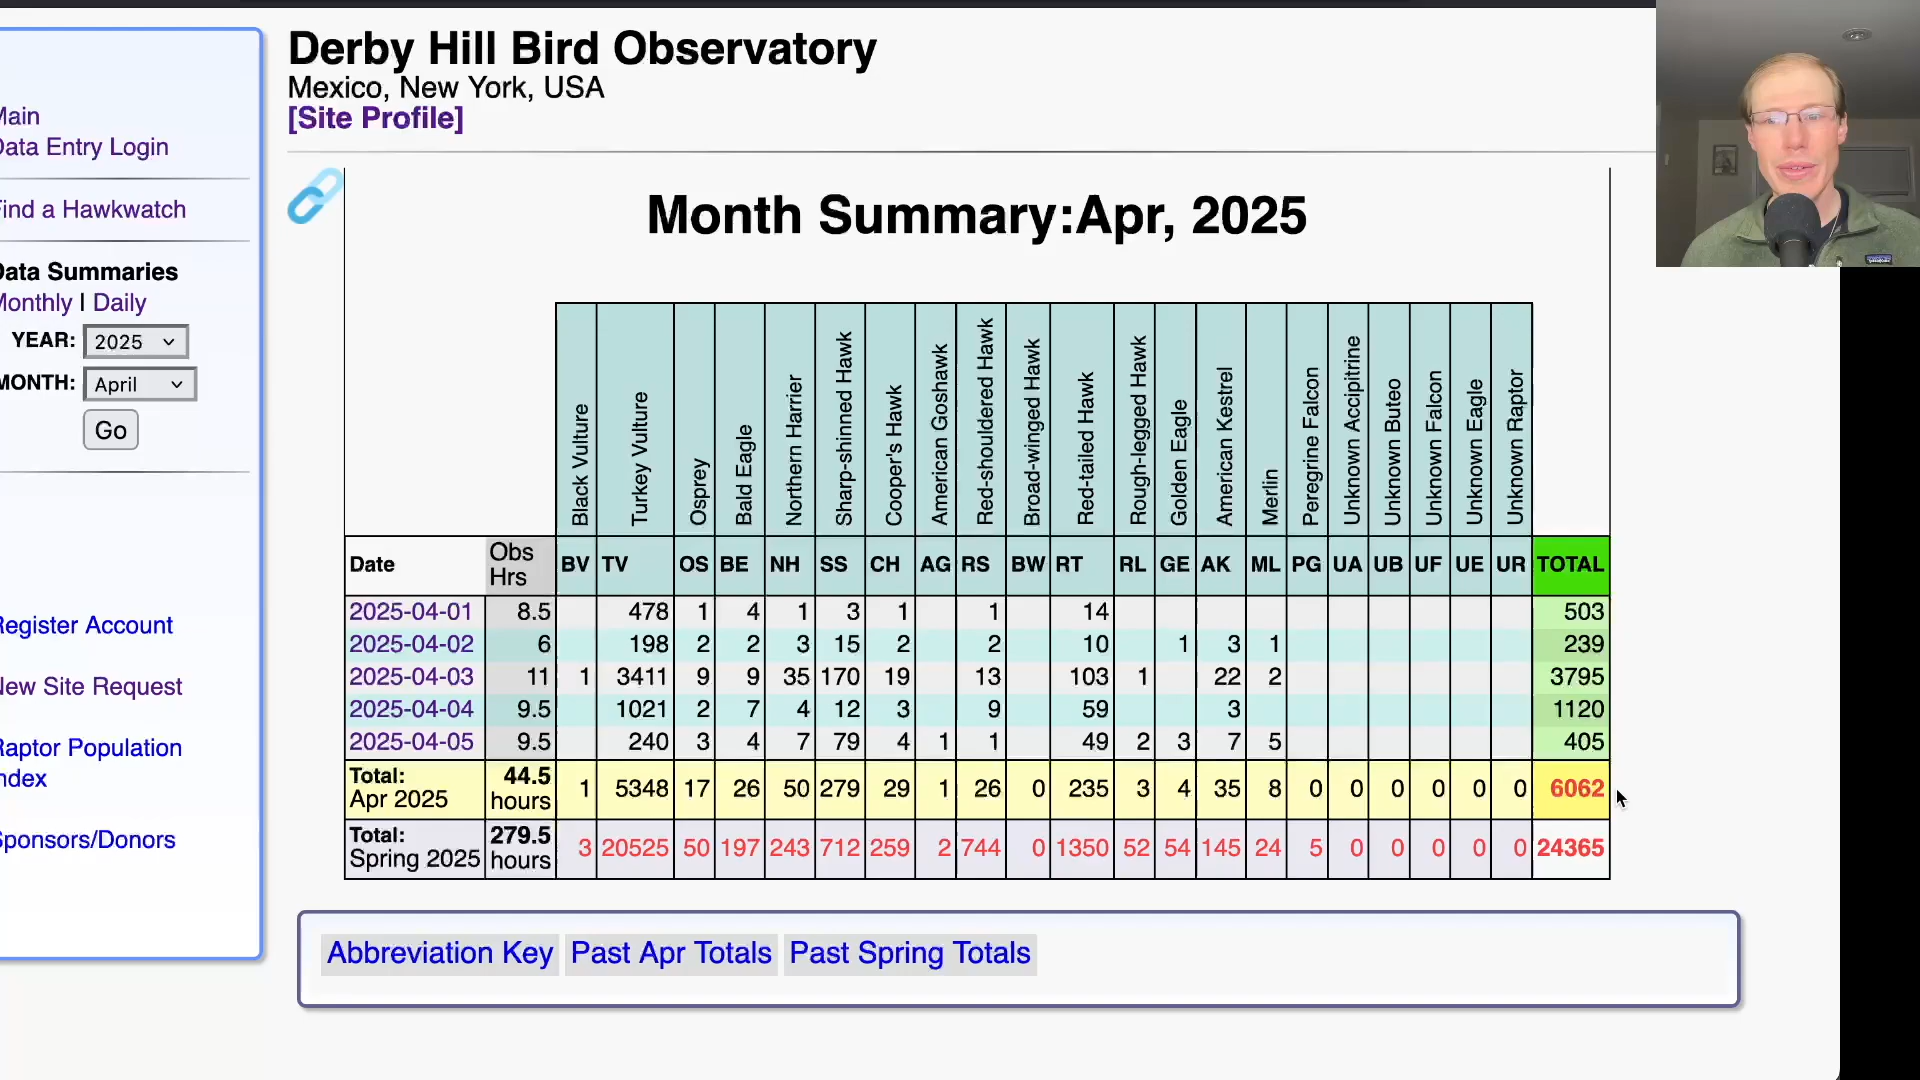 Derby Hill Bird Observatory
Mexico, New York, USA
[Site Profile]
Main
Data Entry Login
Find a Hawkwatch
Data Summaries
Monthly | Daily
YEAR: 2025
MONTH: April
Go
Register Account
New Site Request
Raptor Population
Index
Sponsors/Donors
Month Summary:Apr, 2025
Black Vulture
Turkey Vulture
Osprey
Bald Eagle
Northern Harrier
Sharp-shinned Hawk
Cooper's Hawk
American Goshawk
Red-shouldered Hawk
Broad-winged Hawk
Red-tailed Hawk
Rough-legged Hawk
Golden Eagle
American Kestrel
Merlin
Peregrine Falcon
Unknown Accipitrine
Unknown Buteo
Unknown Falcon
Unknown Eagle
Unknown Raptor
Date Obs Hrs BV TV OS BE NH SS CH AG RS BW RT RL GE AK ML PG UA UB UF UE UR TOTAL
2025-04-01 8.5 478 1 4 1 3 1 1 14 503
2025-04-02 6 198 2 2 3 15 2 2 10 1 3 1 239
2025-04-03 11 1 3411 9 9 35 170 19 13 103 1 22 2 3795
2025-04-04 9.5 1021 2 7 4 12 3 9 59 3 1120
2025-04-05 9.5 240 3 4 7 79 4 1 1 49 2 3 7 5 405
Total: Apr 2025 44.5 hours 1 5348 17 26 50 279 29 1 26 0 235 3 4 35 8 0 0 0 0 0 0 6062
Total: Spring 2025 279.5 hours 3 20525 50 197 243 712 259 2 744 0 1350 52 54 145 24 5 0 0 0 0 0 24365
Abbreviation Key Past Apr Totals Past Spring Totals